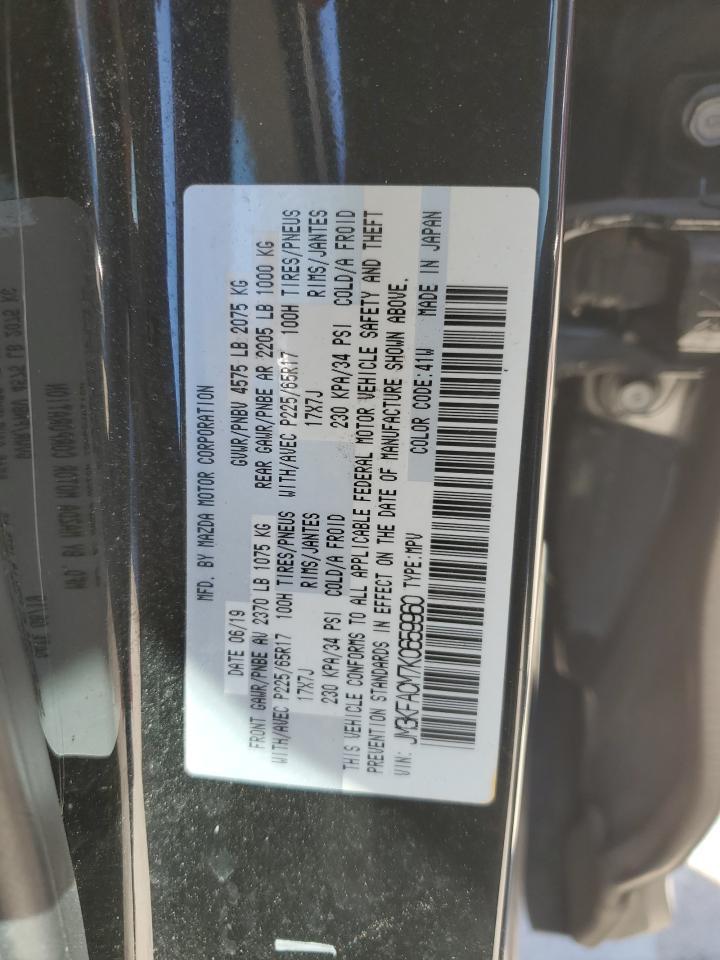 MFD. BY MAZDA MOTOR CORPORATION
DATE 06/19 GVWR/PNBV 4575 LB 2075 KG
FRONT GAWR/PNBE AV 2370 LB 1075 KG REAR GAWR/PNBE AR 2205 LB 1000 KG
WITH/AVEC P225/65R17 100H TIRES/PNEUS WITH/AVEC P225/65R17 100H TIRES/PNEUS
17X7J RIMS/JANTES 17X7J RIMS/JANTES
230 KPA/34 PSI COLD/A FROID 230 KPA/34 PSI COLD/A FROID
THIS VEHICLE CONFORMS TO ALL APPLICABLE FEDERAL MOTOR VEHICLE SAFETY AND THEFT
PREVENTION STANDARDS IN EFFECT ON THE DATE OF MANUFACTURE SHOWN ABOVE.
VIN: JM3KFACM7K0659960 TYPE:MPV COLOR CODE:41W MADE IN JAPAN